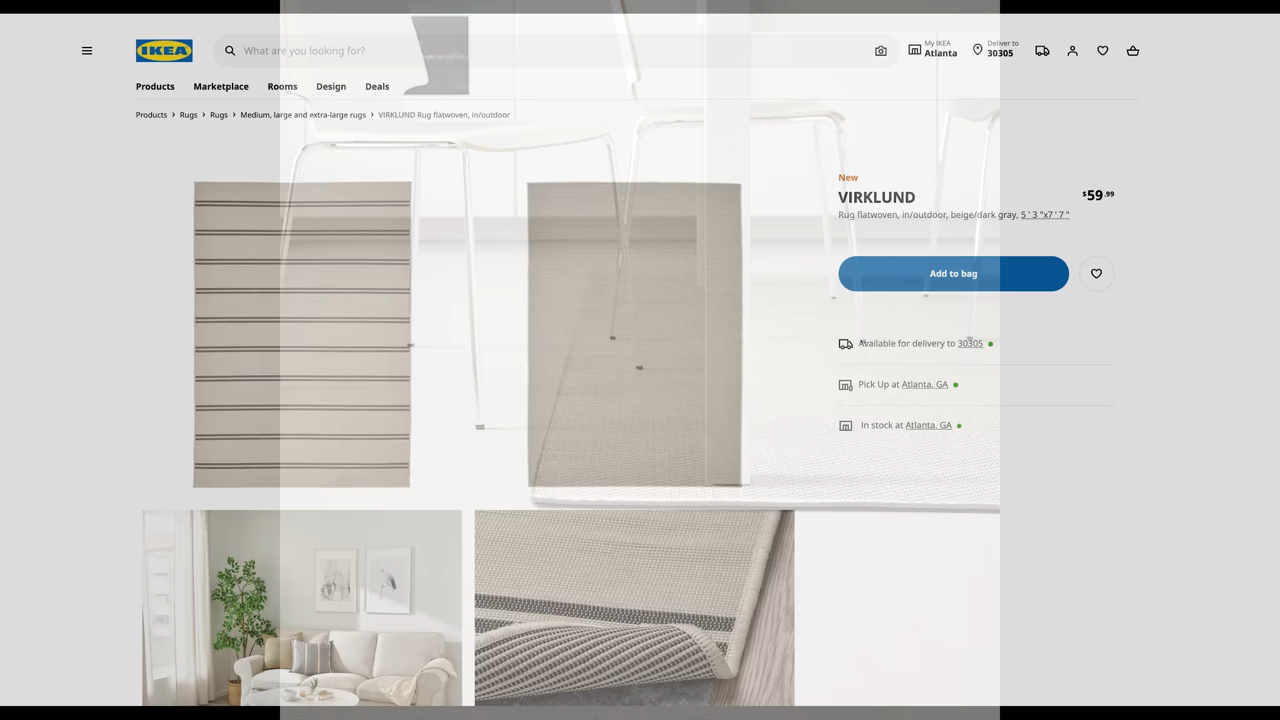 IKEA
What are you looking for?
My IKEA
Atlanta
Deliver to
30305
Products
Marketplace
Rooms
Design
Deals
Products › Rugs › Rugs › Medium, large and extra-large rugs › VIRKLUND Rug flatwoven, in/outdoor
New
VIRKLUND
$59.99
Rug flatwoven, in/outdoor, beige/dark gray, 5 ' 3 "x7 ' 7 "
Add to bag
Available for delivery to 30305
Pick Up at Atlanta, GA
In stock at Atlanta, GA